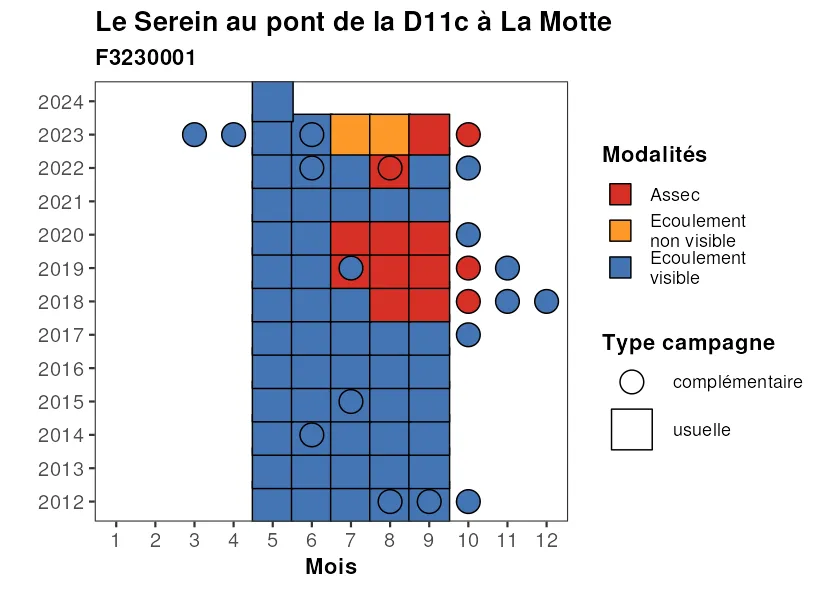 Le Serein au pont de la D11c à La Motte
F3230001
2024
2023
2022
2021
2020
2019
2018
2017
2016
2015
2014
2013
2012
1 2 3 4 5 6 7 8 9 10 11 12
Mois
Modalités
Assec
Ecoulement
non visible
Ecoulement
visible
Type campagne
complémentaire
usuelle